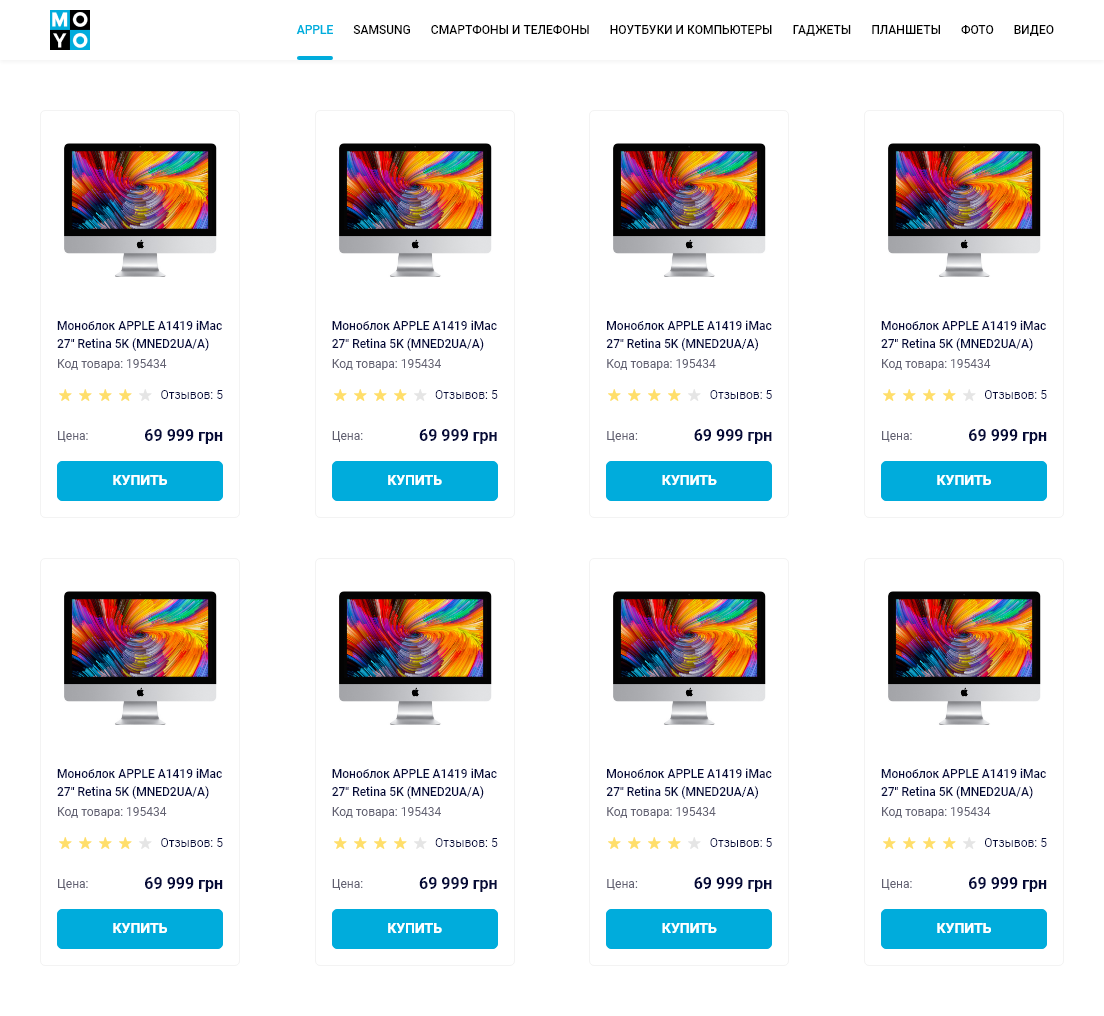 MO
YO
APPLE SAMSUNG СМАРТФОНЫ И ТЕЛЕФОНЫ НОУТБУКИ И КОМПЬЮТЕРЫ ГАДЖЕТЫ ПЛАНШЕТЫ ФОТО ВИДЕО
Моноблок APPLE A1419 iMac
27" Retina 5K (MNED2UA/A)
Код товара: 195434
Отзывов: 5
Цена: 69 999 грн
КУПИТЬ
Моноблок APPLE A1419 iMac
27" Retina 5K (MNED2UA/A)
Код товара: 195434
Отзывов: 5
Цена: 69 999 грн
КУПИТЬ
Моноблок APPLE A1419 iMac
27" Retina 5K (MNED2UA/A)
Код товара: 195434
Отзывов: 5
Цена: 69 999 грн
КУПИТЬ
Моноблок APPLE A1419 iMac
27" Retina 5K (MNED2UA/A)
Код товара: 195434
Отзывов: 5
Цена: 69 999 грн
КУПИТЬ
Моноблок APPLE A1419 iMac
27" Retina 5K (MNED2UA/A)
Код товара: 195434
Отзывов: 5
Цена: 69 999 грн
КУПИТЬ
Моноблок APPLE A1419 iMac
27" Retina 5K (MNED2UA/A)
Код товара: 195434
Отзывов: 5
Цена: 69 999 грн
КУПИТЬ
Моноблок APPLE A1419 iMac
27" Retina 5K (MNED2UA/A)
Код товара: 195434
Отзывов: 5
Цена: 69 999 грн
КУПИТЬ
Моноблок APPLE A1419 iMac
27" Retina 5K (MNED2UA/A)
Код товара: 195434
Отзывов: 5
Цена: 69 999 грн
КУПИТЬ